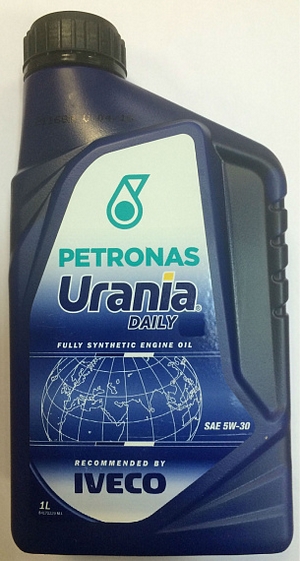 PETRONAS
Urania®
DAILY
FULLY SYNTHETIC ENGINE OIL
SAE 5W-30
RECOMMENDED BY
IVECO
1L